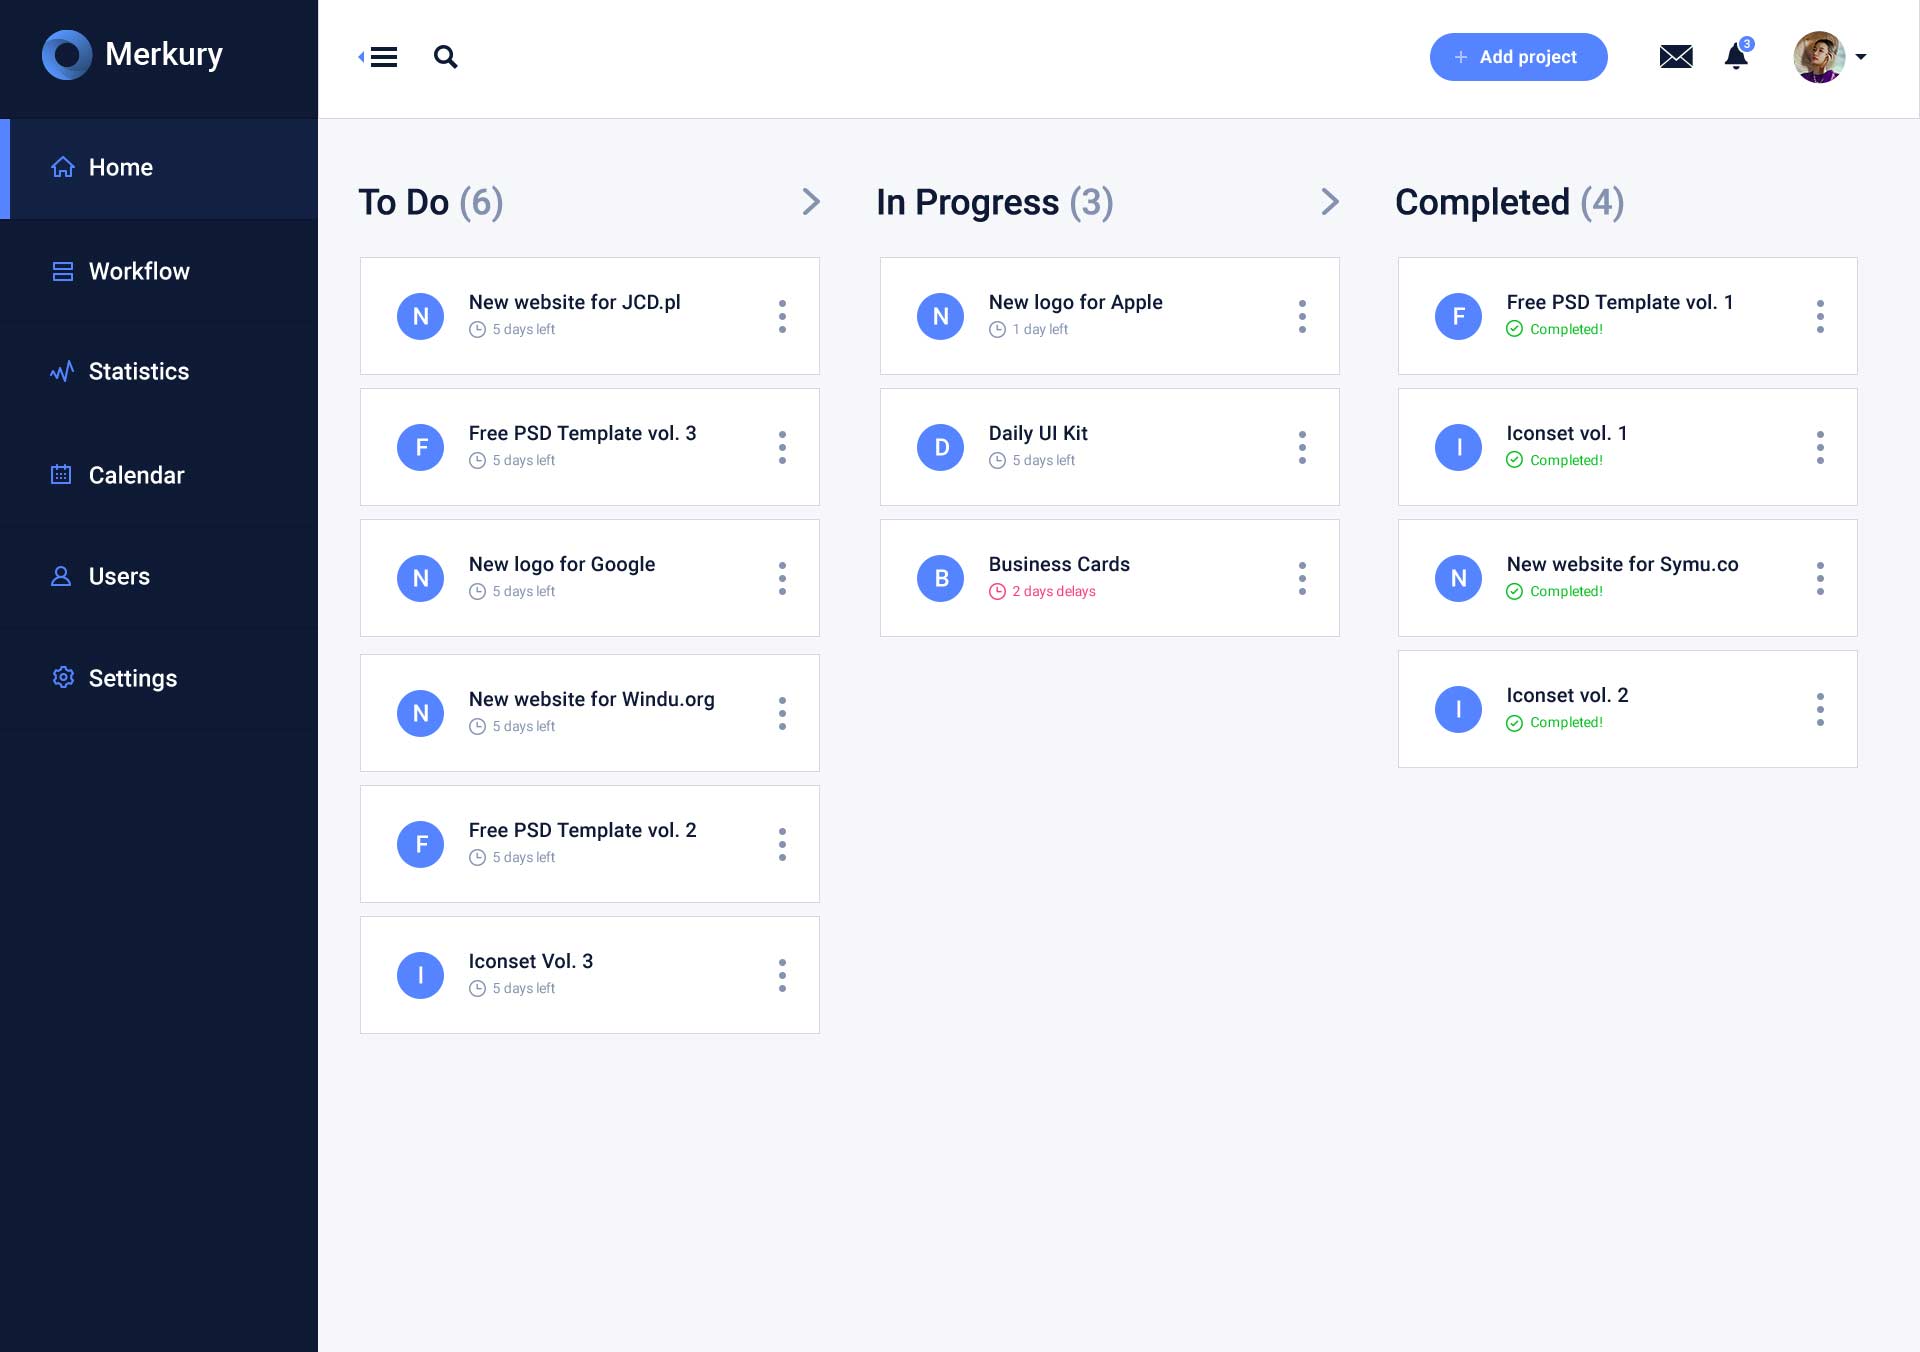 Merkury
+ Add project
3
Home
Workflow
Statistics
Calendar
Users
Settings
To Do (6)
N
New website for JCD.pl
5 days left
F
Free PSD Template vol. 3
5 days left
N
New logo for Google
5 days left
N
New website for Windu.org
5 days left
F
Free PSD Template vol. 2
5 days left
I
Iconset Vol. 3
5 days left
In Progress (3)
N
New logo for Apple
1 day left
D
Daily UI Kit
5 days left
B
Business Cards
2 days delays
Completed (4)
F
Free PSD Template vol. 1
Completed!
I
Iconset vol. 1
Completed!
N
New website for Symu.co
Completed!
I
Iconset vol. 2
Completed!